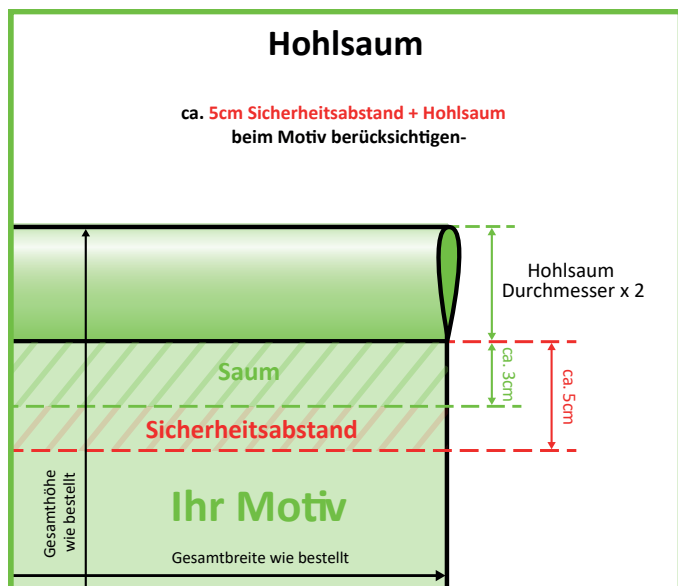 Hohlsaum
ca. 5cm Sicherheitsabstand + Hohlsaum
beim Motiv berücksichtigen-
Hohlsaum
Durchmesser x 2
Saum
ca. 3cm
ca. 5cm
Sicherheitsabstand
Ihr Motiv
Gesamthöhe
wie bestellt
Gesamtbreite wie bestellt